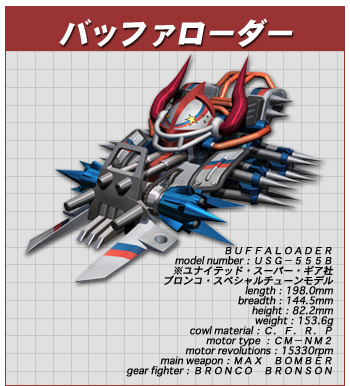 バッファローダー
BUFFALOADER
model number : USG-555B
※ユナイテッド・スーパー・ギア社
ブロンコ・スペシャルチューンモデル
length : 198.0mm
breadth : 144.5mm
height : 82.2mm
weight : 153.6g
cowl material : C. F. R. P
motor type : CM-NM2
motor revolutions : 15330rpm
main weapon : MAX BOMBER
gear fighter : BRONCO BRONSON